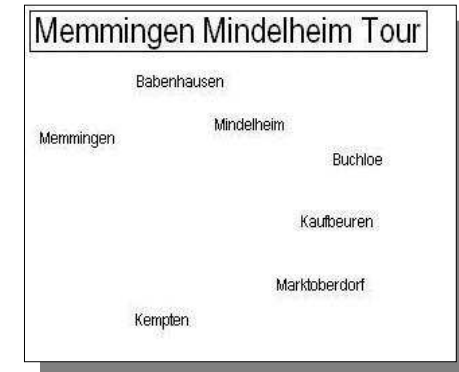 Memmingen Mindelheim Tour
Babenhausen
Mindelheim
Memmingen
Buchloe
Kaufbeuren
Marktoberdorf
Kempten